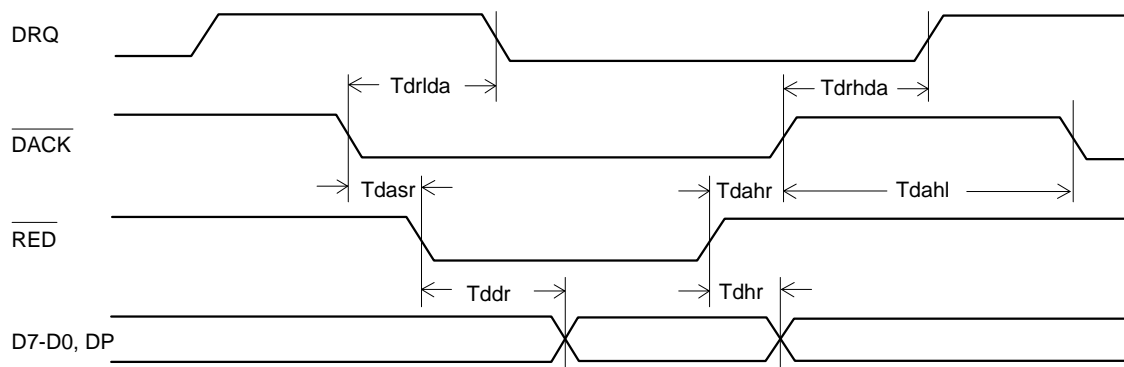 DRQ
Tdrlda
Tdrhda
DACK
Tdasr
Tdahr
Tdahl
RED
Tddr
Tdhr
D7-D0, DP